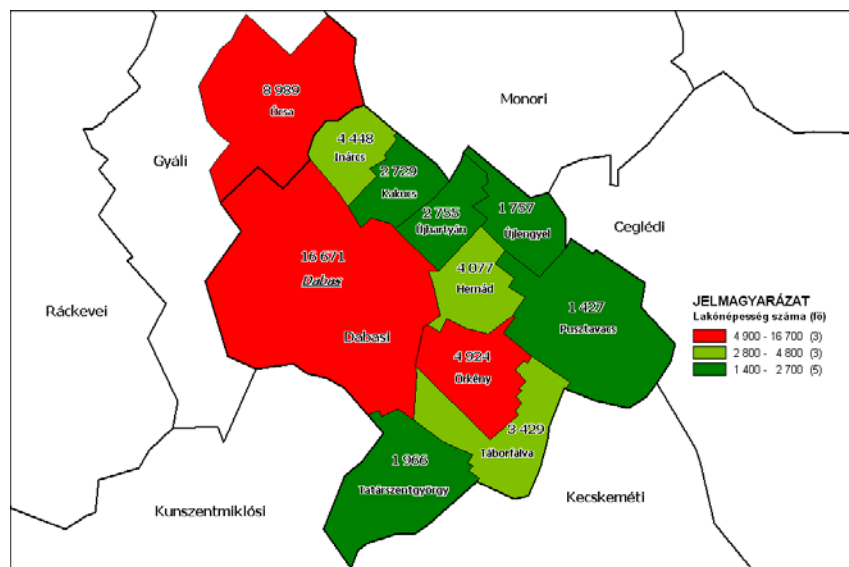 8 989
Ócsa
Monori
4 448
Inárcs
Gyáli
2 729
Kakucs
2 755
Újhartyán
1 757
Újlengyel
Ceglédi
16 671
Dabas
4 077
Hernád
1 427
Pusztavacs
Ráckevei
Dabasi
4 924
Örkény
JELMAGYARÁZAT
Lakónépesség száma (fő)
4 900 - 16 700 (3)
2 800 - 4 800 (3)
1 400 - 2 700 (5)
3 429
Táborfalva
1 966
Tatárszentgyörgy
Kunszentmiklósi
Kecskeméti